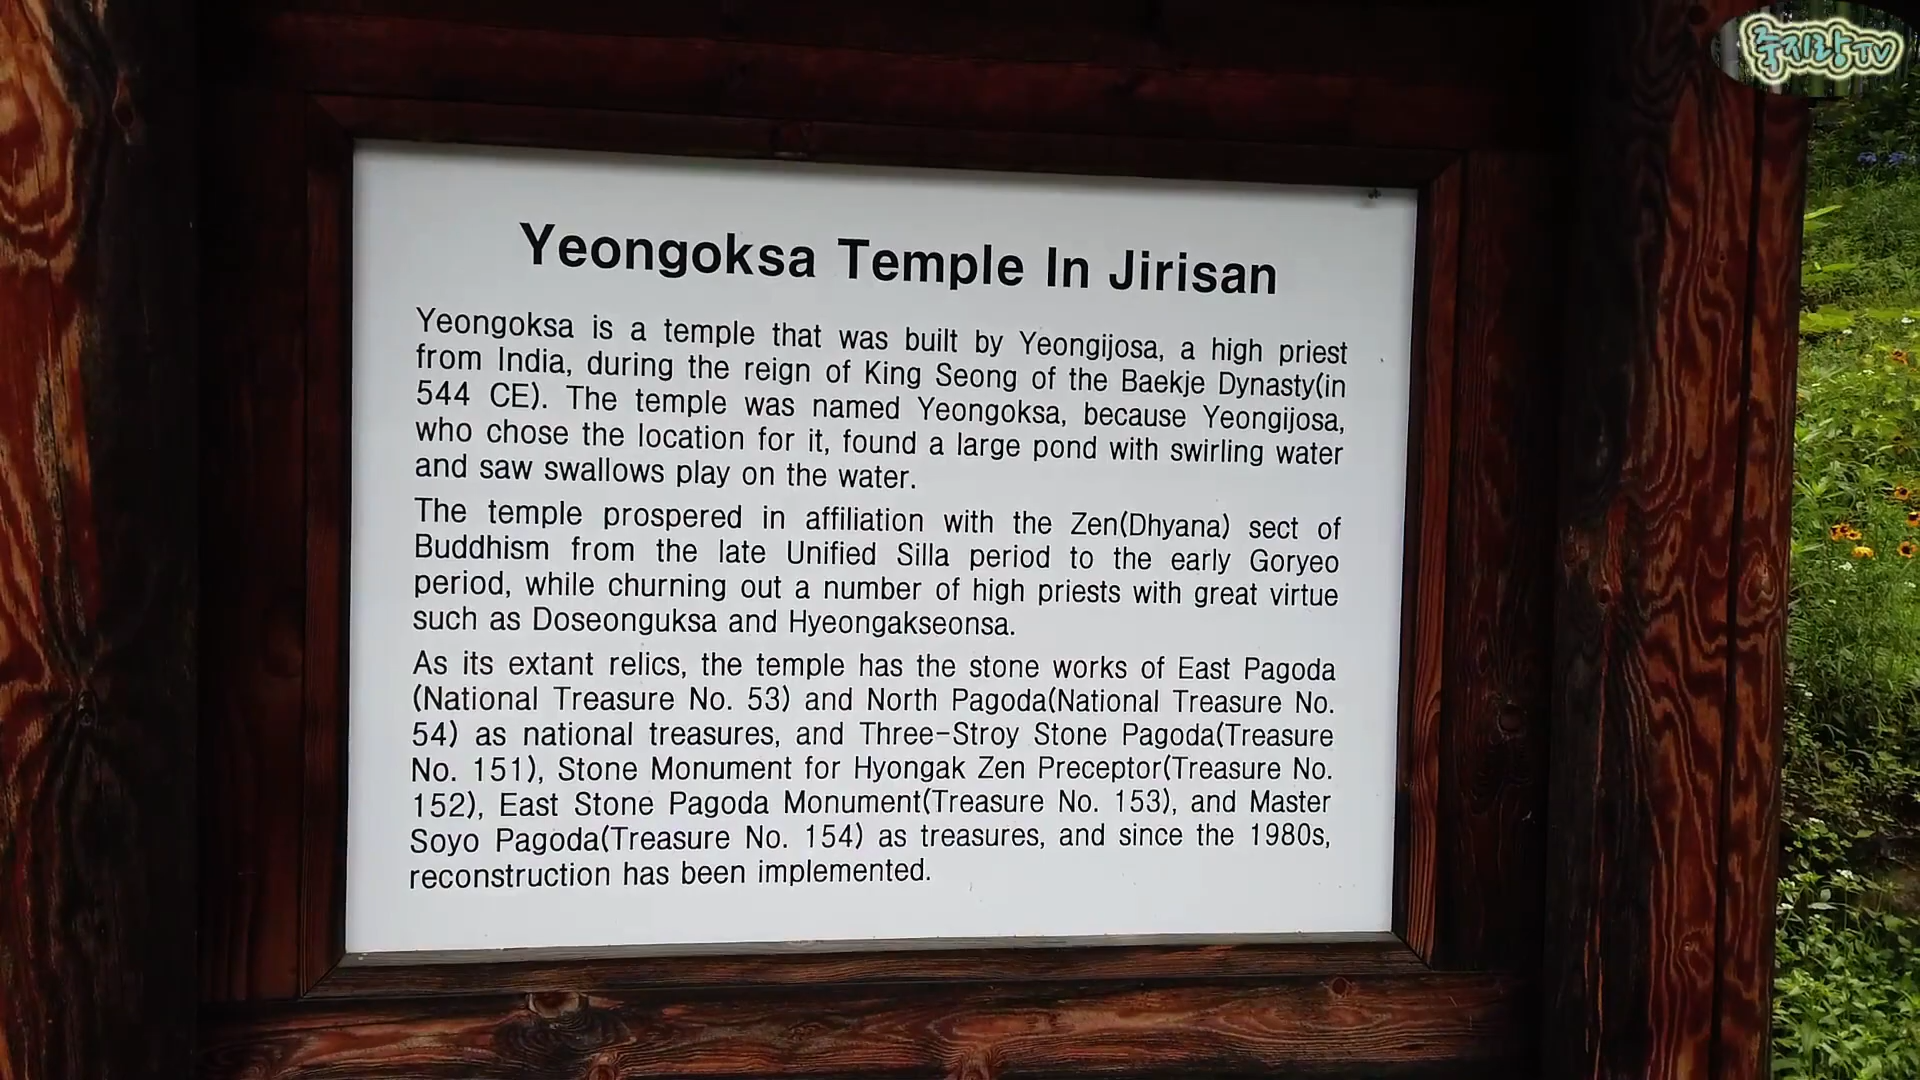 죽지랑TV
Yeongoksa Temple In Jirisan
Yeongoksa is a temple that was built by Yeongijosa, a high priest
from India, during the reign of King Seong of the Baekje Dynasty(in
544 CE). The temple was named Yeongoksa, because Yeongijosa,
who chose the location for it, found a large pond with swirling water
and saw swallows play on the water.
The temple prospered in affiliation with the Zen(Dhyana) sect of
Buddhism from the late Unified Silla period to the early Goryeo
period, while churning out a number of high priests with great virtue
such as Doseonguksa and Hyeongakseonsa.
As its extant relics, the temple has the stone works of East Pagoda
(National Treasure No. 53) and North Pagoda(National Treasure No.
54) as national treasures, and Three-Stroy Stone Pagoda(Treasure
No. 151), Stone Monument for Hyongak Zen Preceptor(Treasure No.
152), East Stone Pagoda Monument(Treasure No. 153), and Master
Soyo Pagoda(Treasure No. 154) as treasures, and since the 1980s,
reconstruction has been implemented.